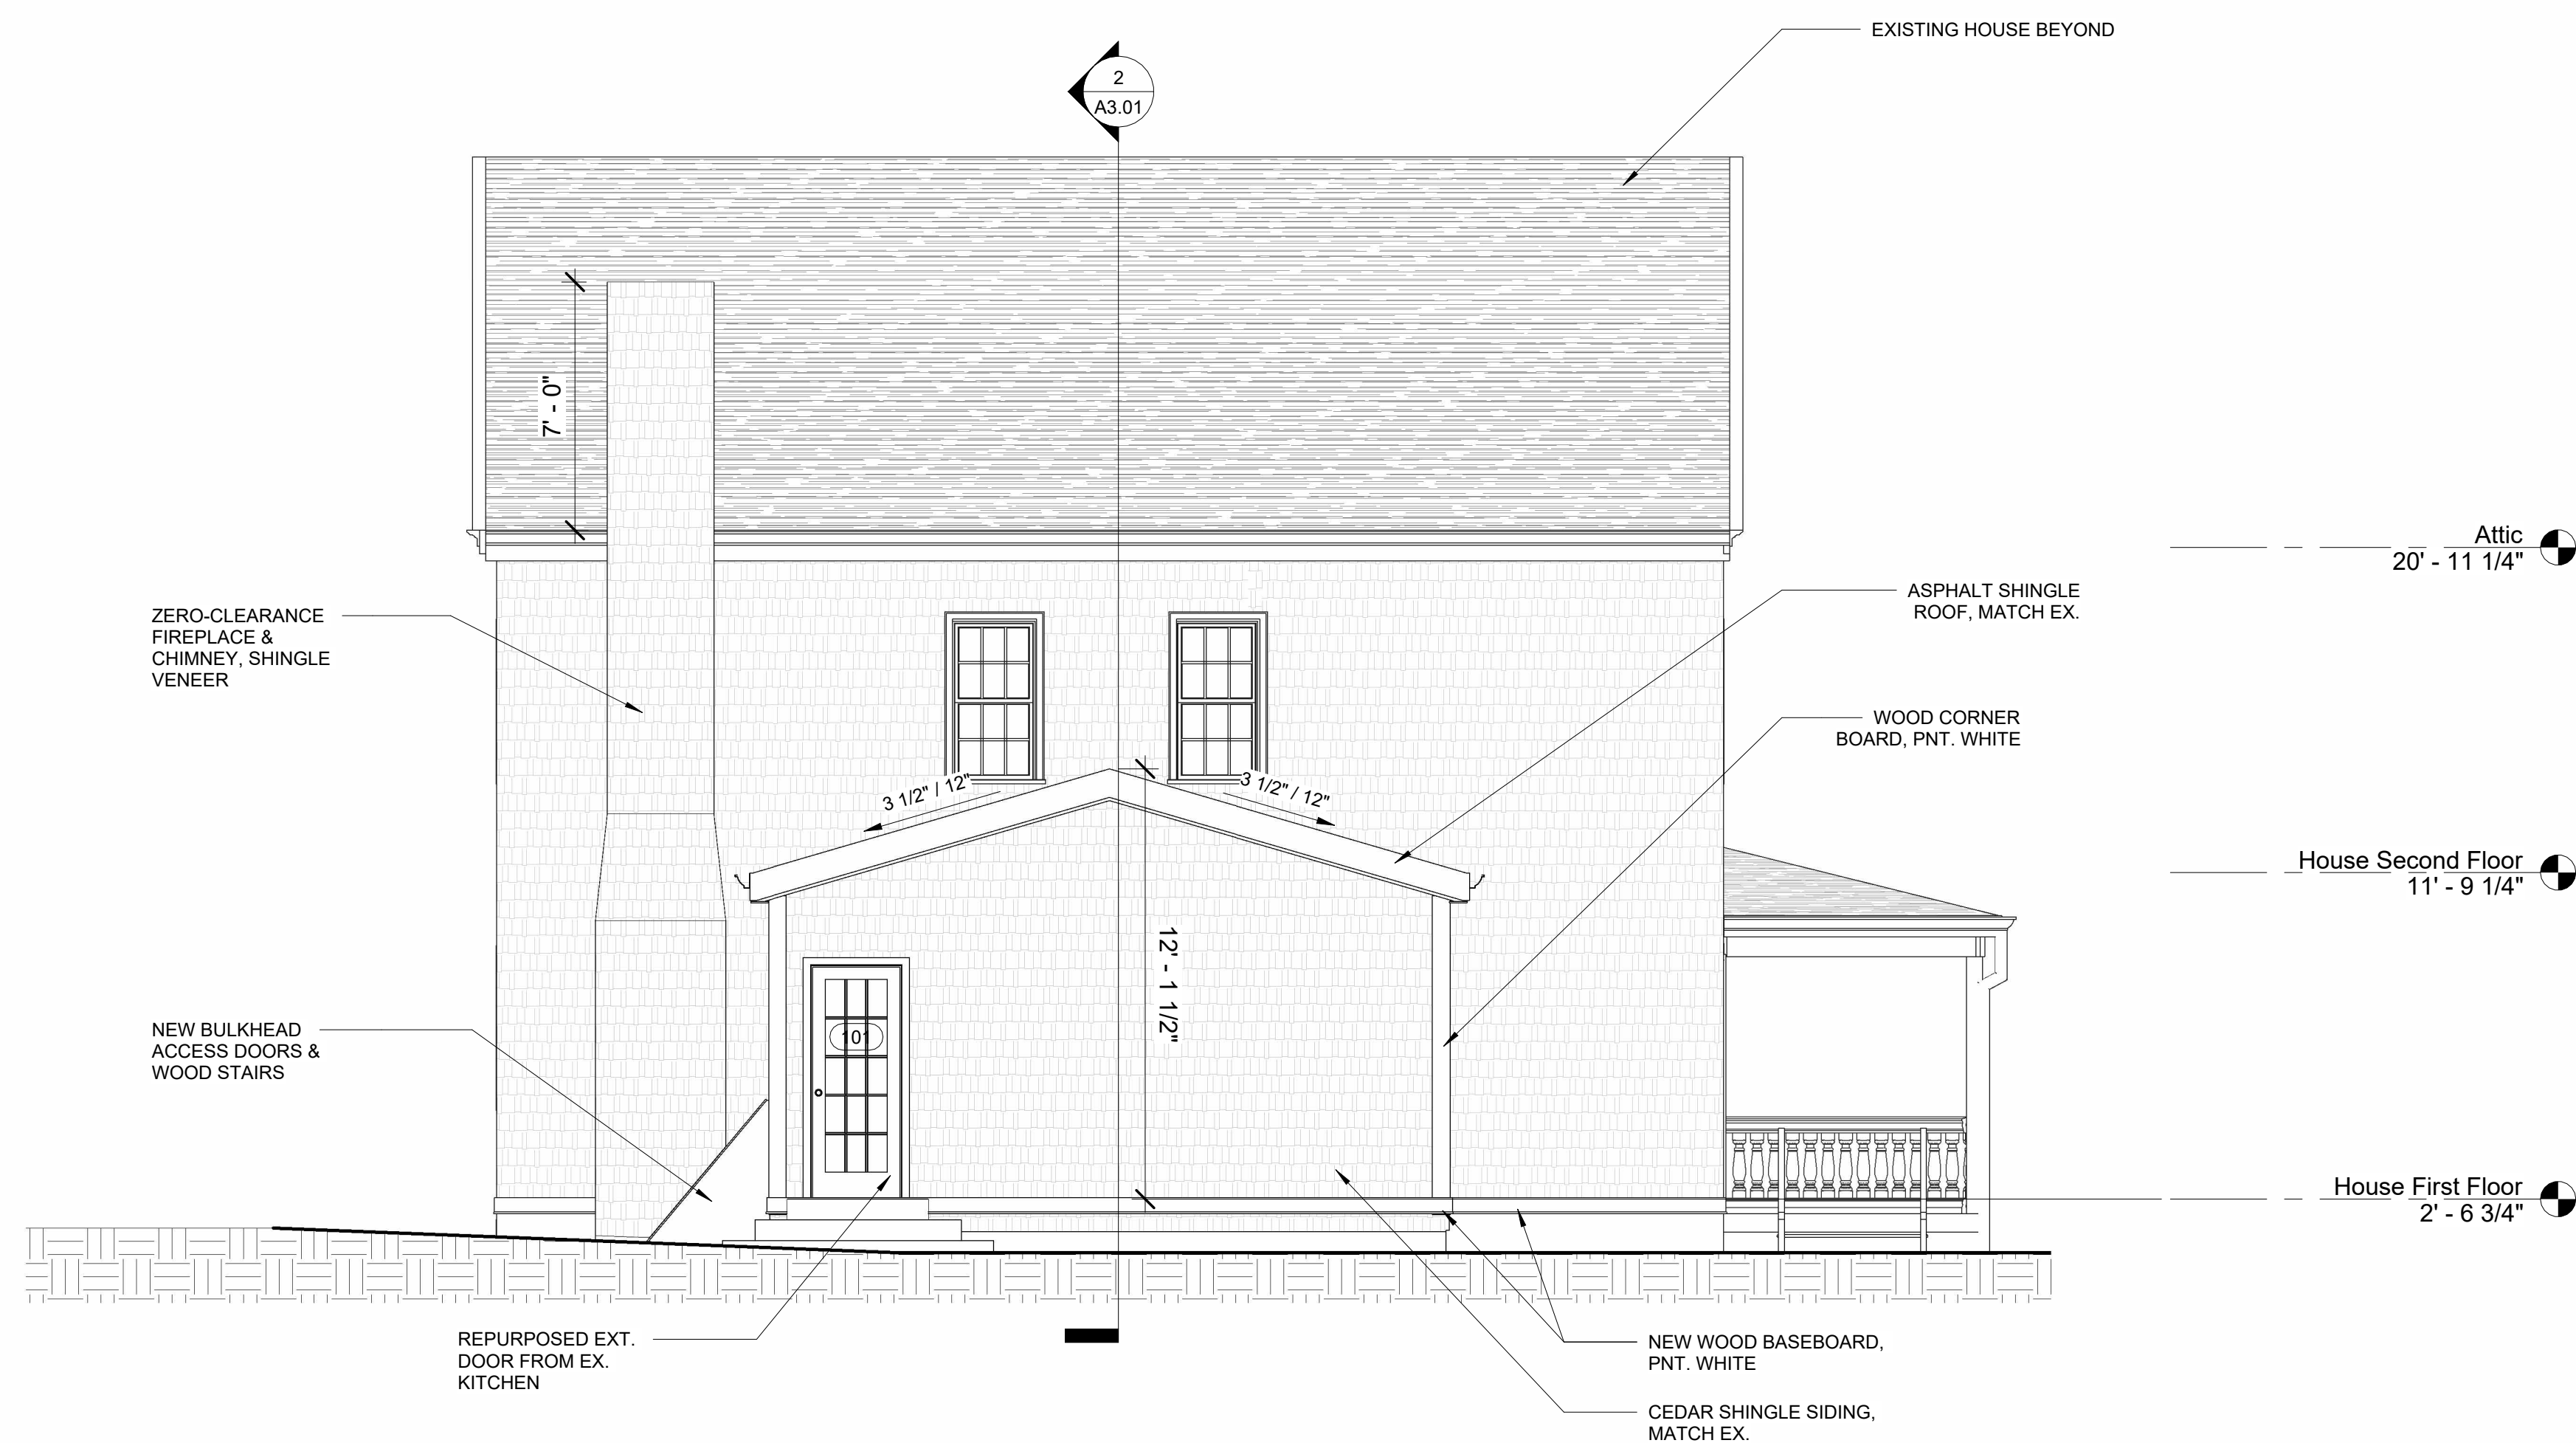 EXISTING HOUSE BEYOND
2
A3.01
7' - 0"
Attic
20' - 11 1/4"
ASPHALT SHINGLE
ROOF, MATCH EX.
ZERO-CLEARANCE
FIREPLACE &
CHIMNEY, SHINGLE
VENEER
WOOD CORNER
BOARD, PNT. WHITE
3 1/2" / 12"
3 1/2" / 12"
House Second Floor
11' - 9 1/4"
12' - 1 1/2"
NEW BULKHEAD
ACCESS DOORS &
WOOD STAIRS
101
House First Floor
2' - 6 3/4"
REPURPOSED EXT.
DOOR FROM EX.
KITCHEN
NEW WOOD BASEBOARD,
PNT. WHITE
CEDAR SHINGLE SIDING,
MATCH EX.